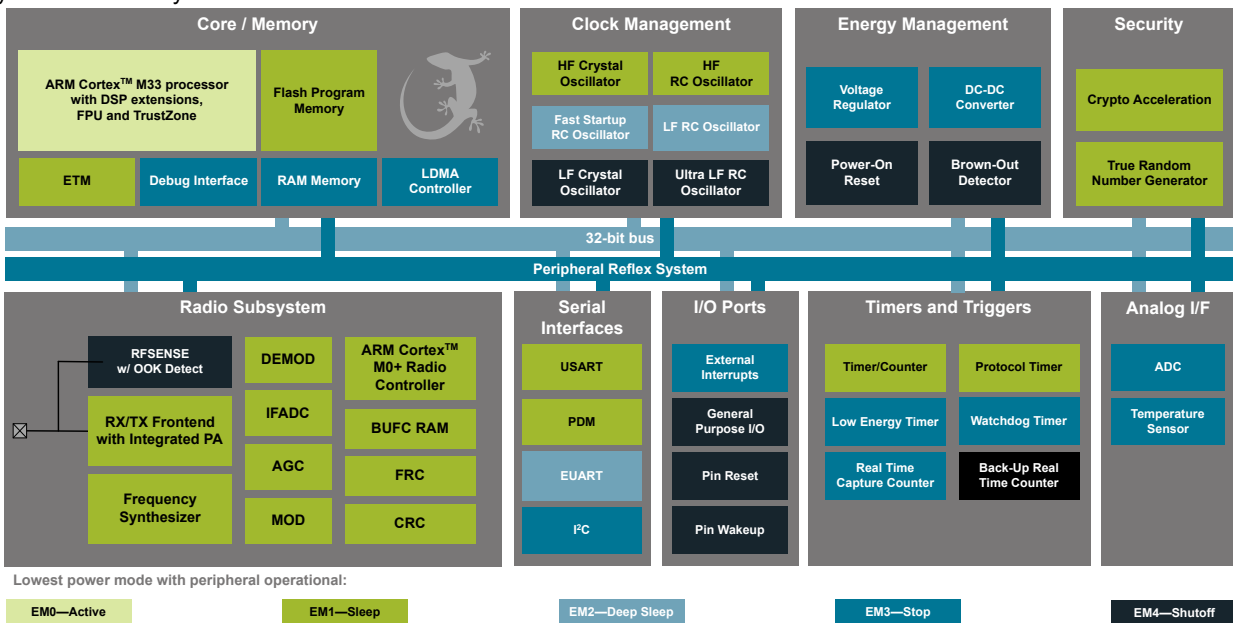 Core / Memory
ARM Cortex™ M33 processor
with DSP extensions,
FPU and TrustZone
Flash Program
Memory
ETM
Debug Interface
RAM Memory
LDMA
Controller
Clock Management
HF Crystal
Oscillator
HF
RC Oscillator
Fast Startup
RC Oscillator
LF RC Oscillator
LF Crystal
Oscillator
Ultra LF RC
Oscillator
Energy Management
Voltage
Regulator
DC-DC
Converter
Power-On
Reset
Brown-Out
Detector
Security
Crypto Acceleration
True Random
Number Generator
32-bit bus
Peripheral Reflex System
Radio Subsystem
RFSENSE
w/ OOK Detect
RX/TX Frontend
with Integrated PA
Frequency
Synthesizer
DEMOD
IFADC
AGC
MOD
ARM Cortex™
M0+ Radio
Controller
BUFC RAM
FRC
CRC
Serial
Interfaces
USART
PDM
EUART
I²C
I/O Ports
External
Interrupts
General
Purpose I/O
Pin Reset
Pin Wakeup
Timers and Triggers
Timer/Counter
Protocol Timer
Low Energy Timer
Watchdog Timer
Real Time
Capture Counter
Back-Up Real
Time Counter
Analog I/F
ADC
Temperature
Sensor
Lowest power mode with peripheral operational:
EM0—Active
EM1—Sleep
EM2—Deep Sleep
EM3—Stop
EM4—Shutoff